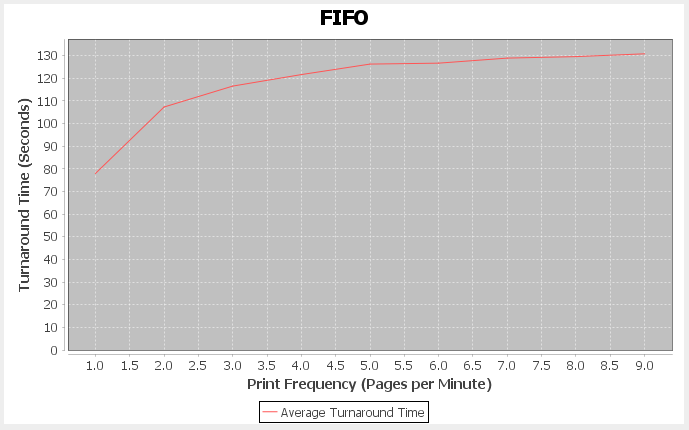 FIFO
Turnaround Time (Seconds)
130
120
110
100
90
80
70
60
50
40
30
20
10
0
1.0 1.5 2.0 2.5 3.0 3.5 4.0 4.5 5.0 5.5 6.0 6.5 7.0 7.5 8.0 8.5 9.0
Print Frequency (Pages per Minute)
Average Turnaround Time